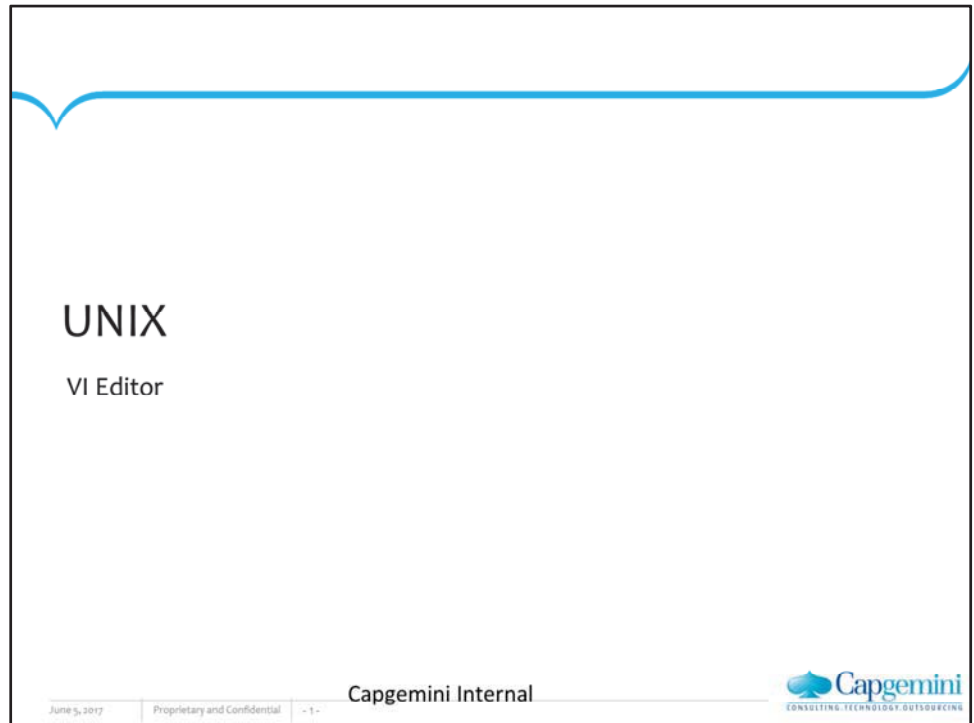 UNIX
VI Editor
June 5, 2017 Proprietary and Confidential - 1 -
Capgemini Internal
Capgemini
CONSULTING.TECHNOLOGY.OUTSOURCING